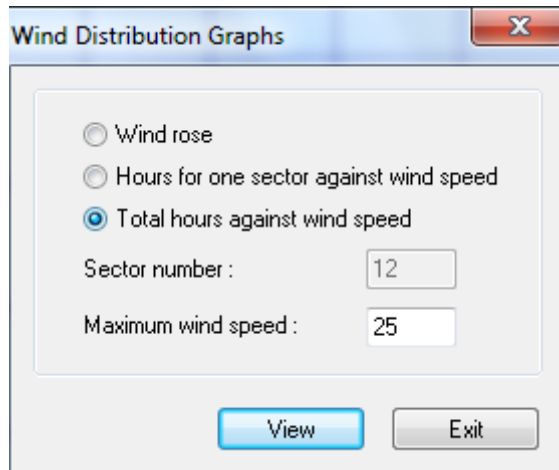 Wind Distribution Graphs
Wind rose
Hours for one sector against wind speed
Total hours against wind speed
Sector number : 12
Maximum wind speed : 25
View Exit